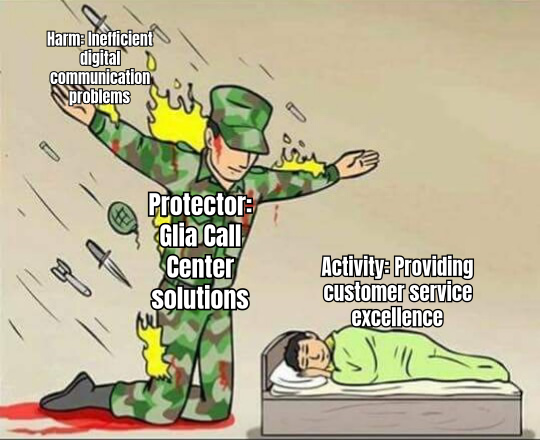 Harm: Inefficient
digital
communication
problems
Protector:
Glia Call
Center
solutions
Activity: Providing
customer service
excellence